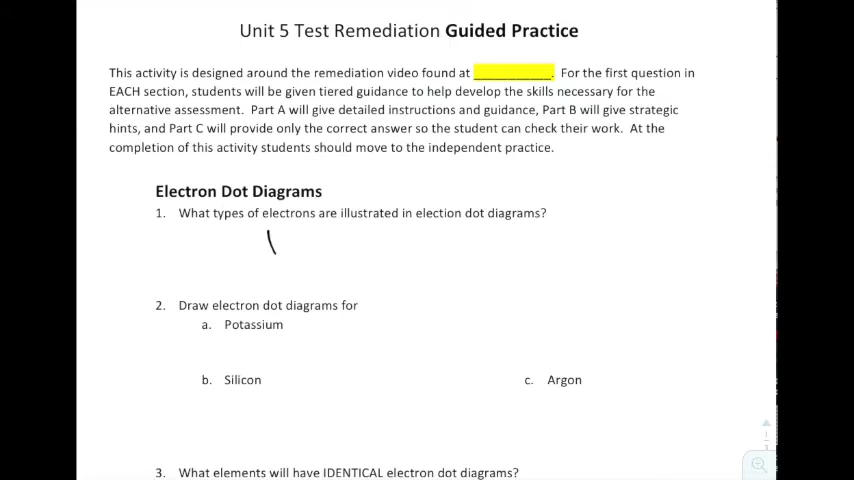 Unit 5 Test Remediation Guided Practice
This activity is designed around the remediation video found at ___________. For the first question in
EACH section, students will be given tiered guidance to help develop the skills necessary for the
alternative assessment. Part A will give detailed instructions and guidance, Part B will give strategic
hints, and Part C will provide only the correct answer so the student can check their work. At the
completion of this activity students should move to the independent practice.
Electron Dot Diagrams
1. What types of electrons are illustrated in election dot diagrams?
2. Draw electron dot diagrams for
a. Potassium
b. Silicon c. Argon
3. What elements will have IDENTICAL electron dot diagrams?